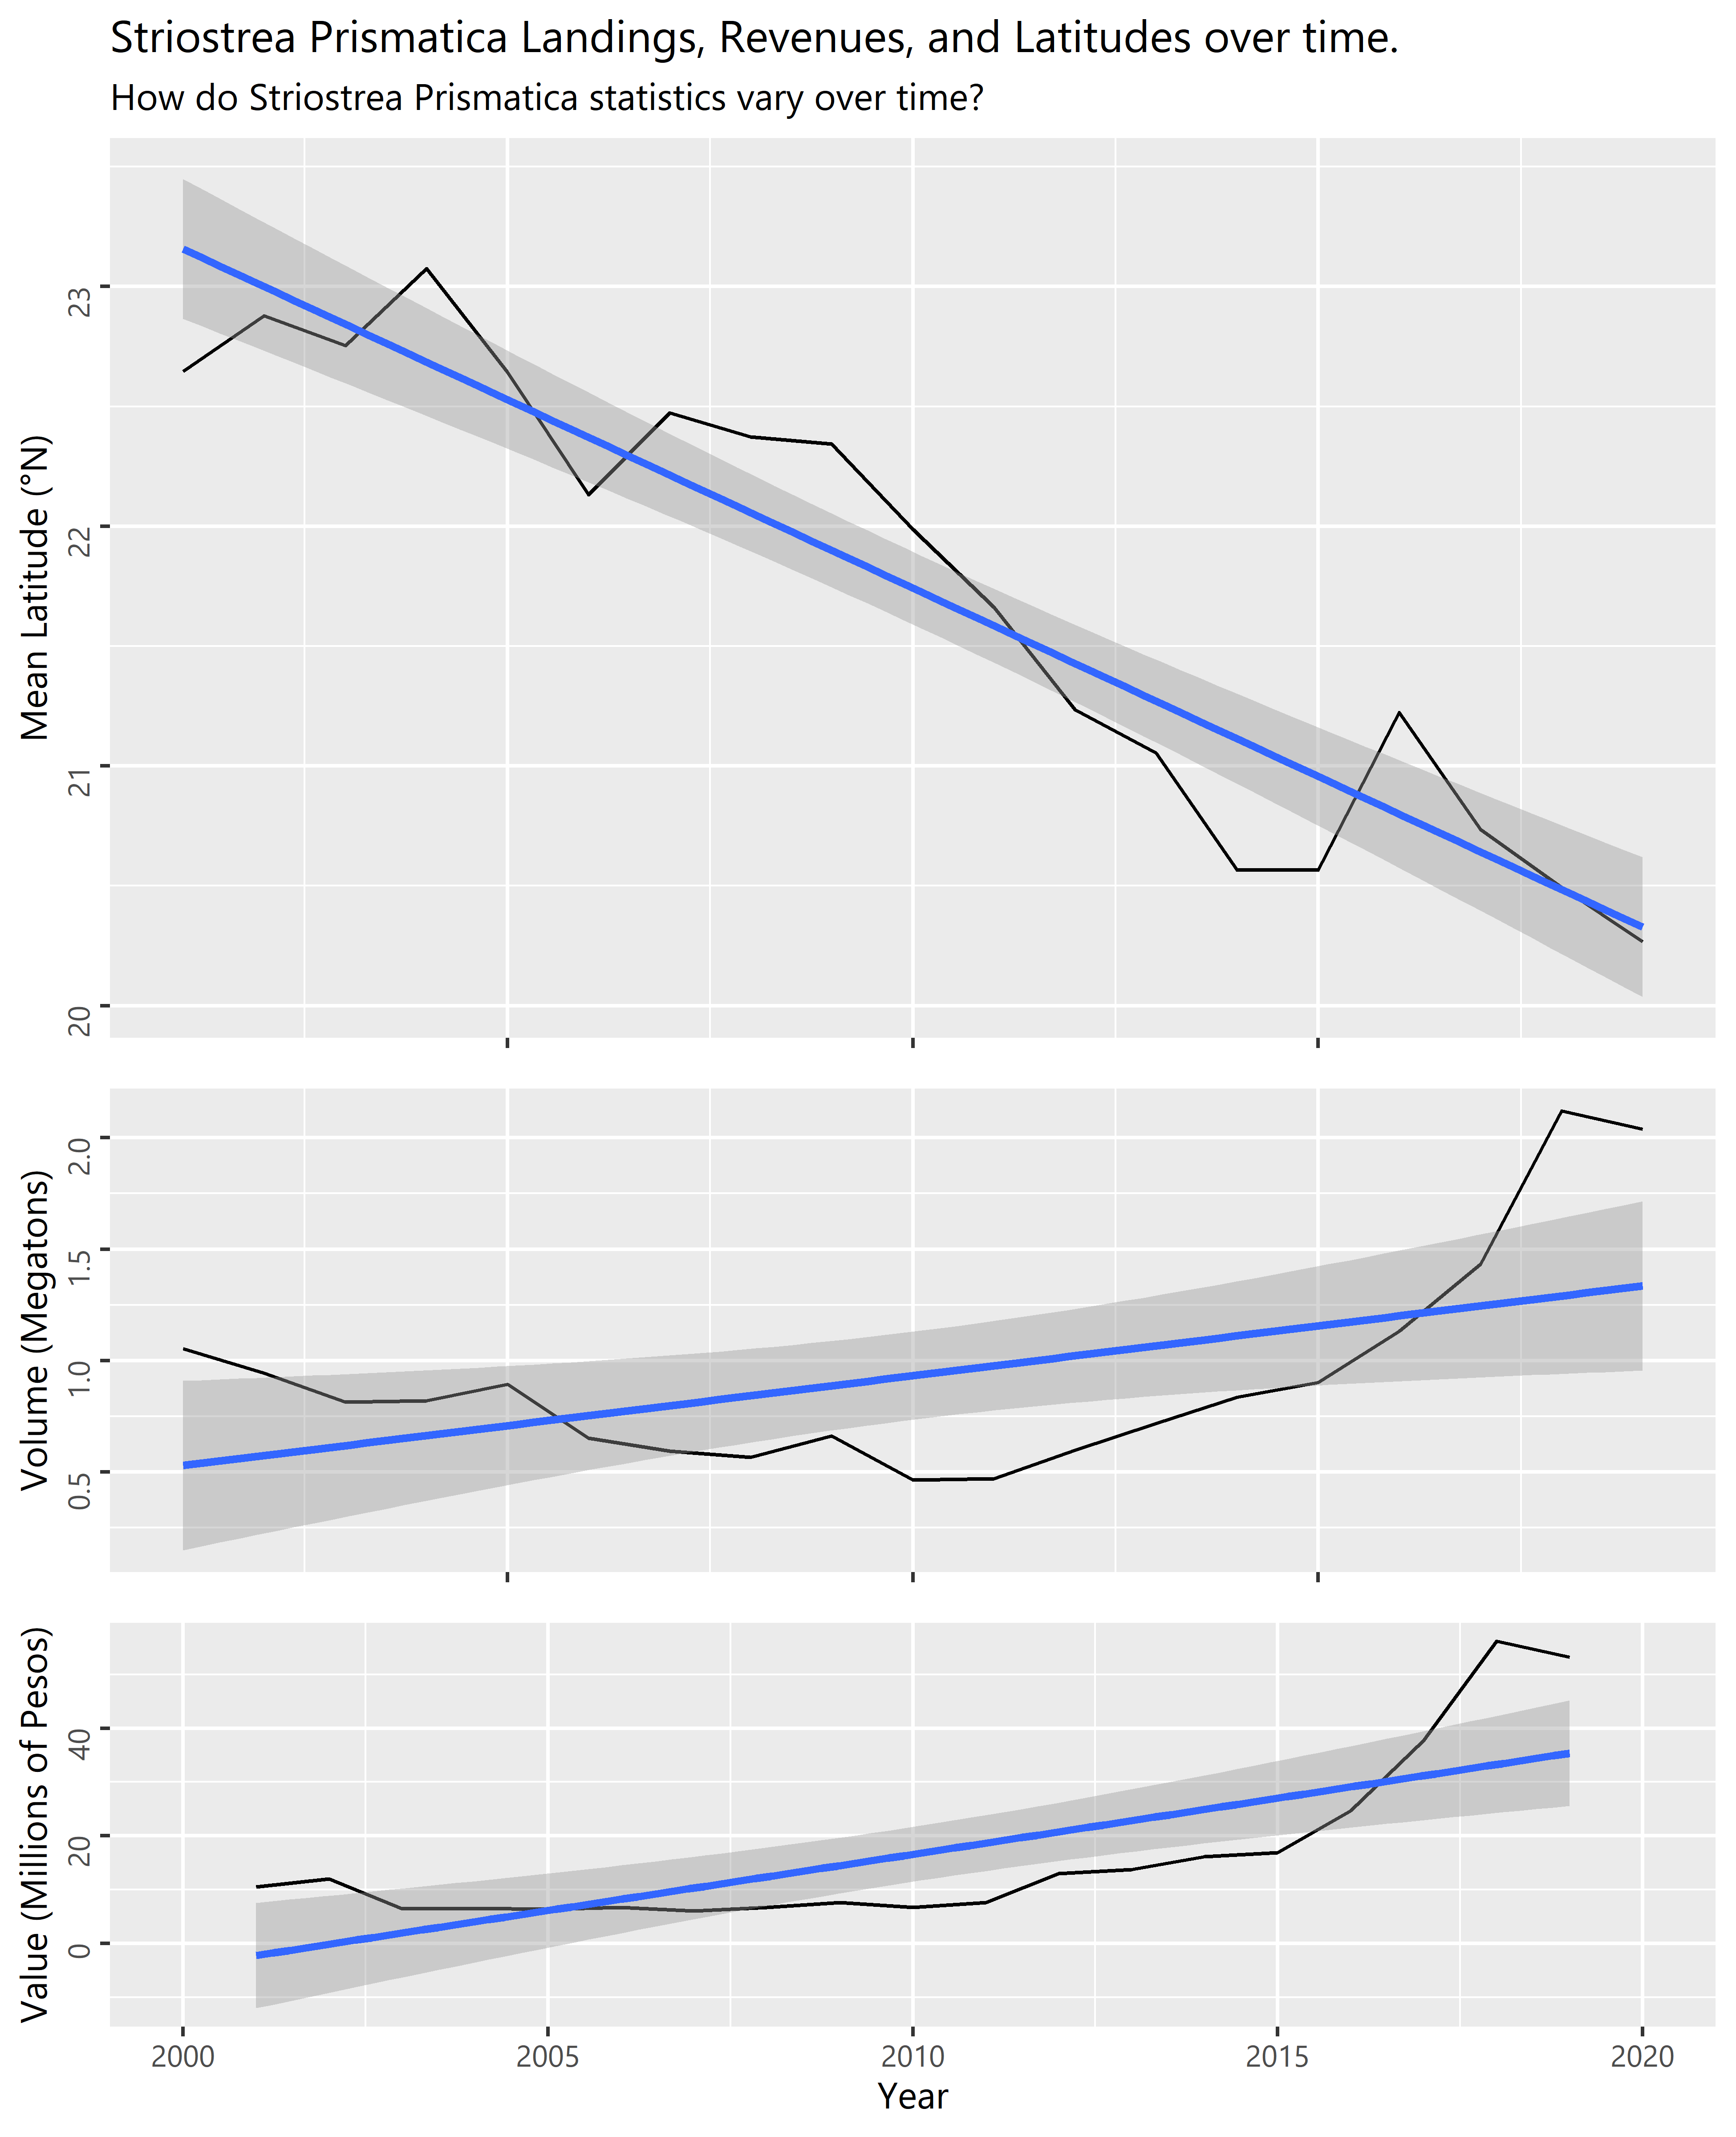 Striostrea Prismatica Landings, Revenues, and Latitudes over time.
How do Striostrea Prismatica statistics vary over time?
Mean Latitude (°N)
23
22
21
20
Volume (Megatons)
2.0
1.5
1.0
0.5
Value (Millions of Pesos)
40
20
0
2000 2005 2010 2015 2020
Year